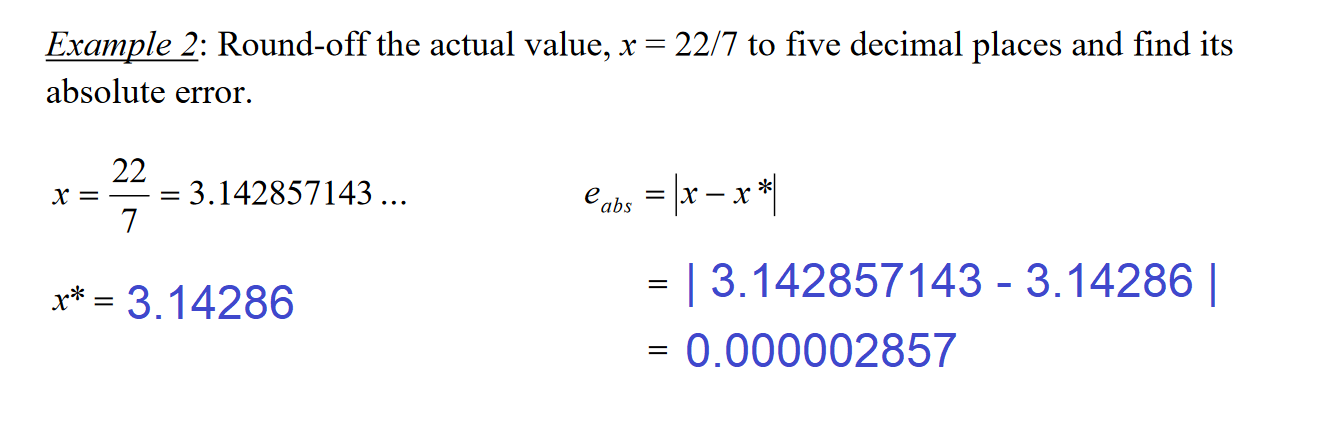 Example 2: Round-off the actual value, x = 22/7 to five decimal places and find its
absolute error.
x = 22/7 = 3.142857143 ...
e_abs = |x − x*|
x* = 3.14286
= | 3.142857143 - 3.14286 |
= 0.000002857